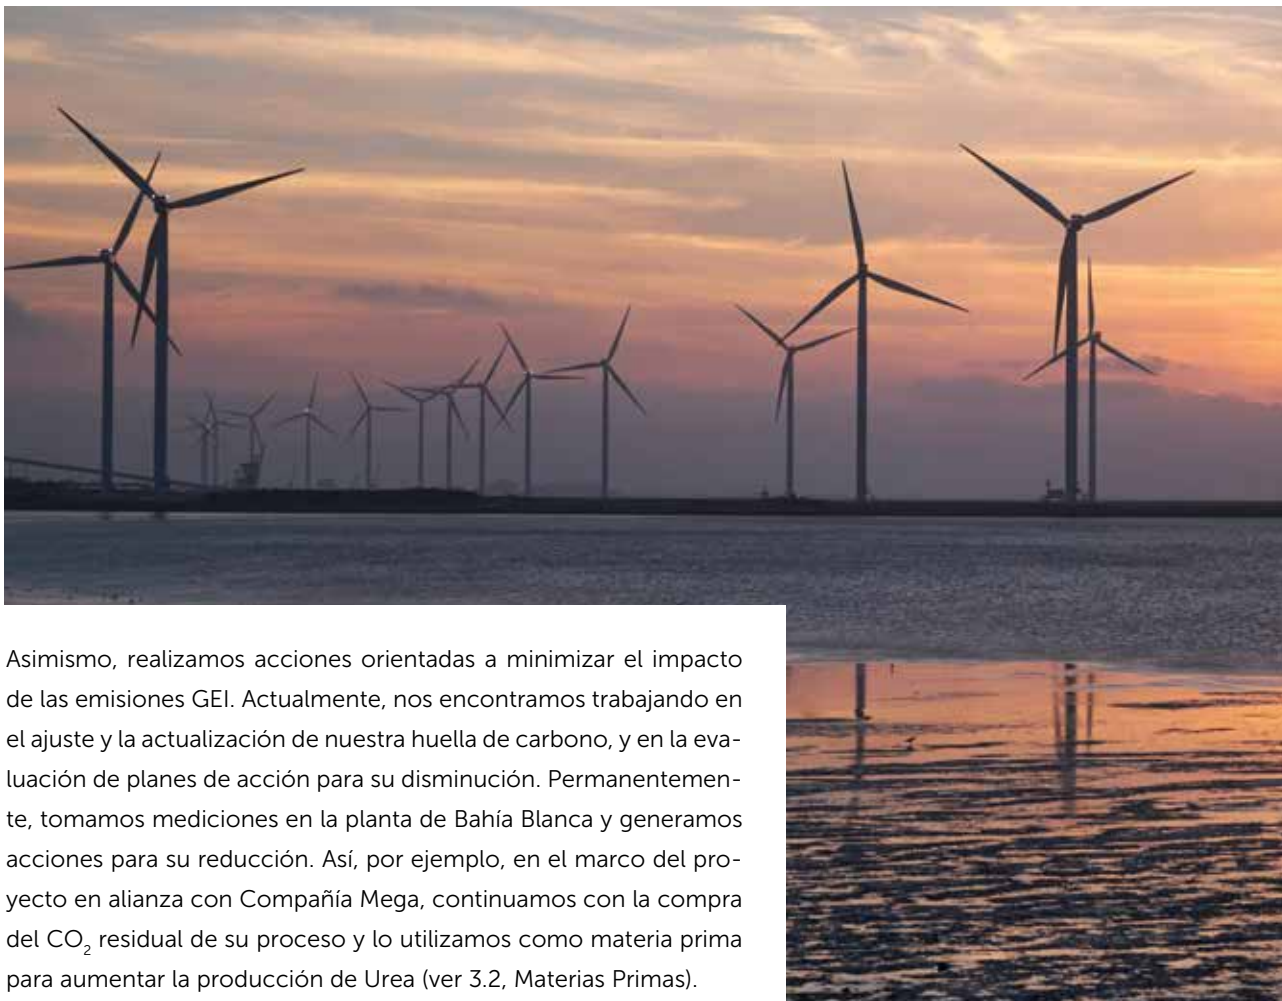 Asimismo, realizamos acciones orientadas a minimizar el impacto
de las emisiones GEI. Actualmente, nos encontramos trabajando en
el ajuste y la actualización de nuestra huella de carbono, y en la eva-
luación de planes de acción para su disminución. Permanentemen-
te, tomamos mediciones en la planta de Bahía Blanca y generamos
acciones para su reducción. Así, por ejemplo, en el marco del pro-
yecto en alianza con Compañía Mega, continuamos con la compra
del CO₂ residual de su proceso y lo utilizamos como materia prima
para aumentar la producción de Urea (ver 3.2, Materias Primas).